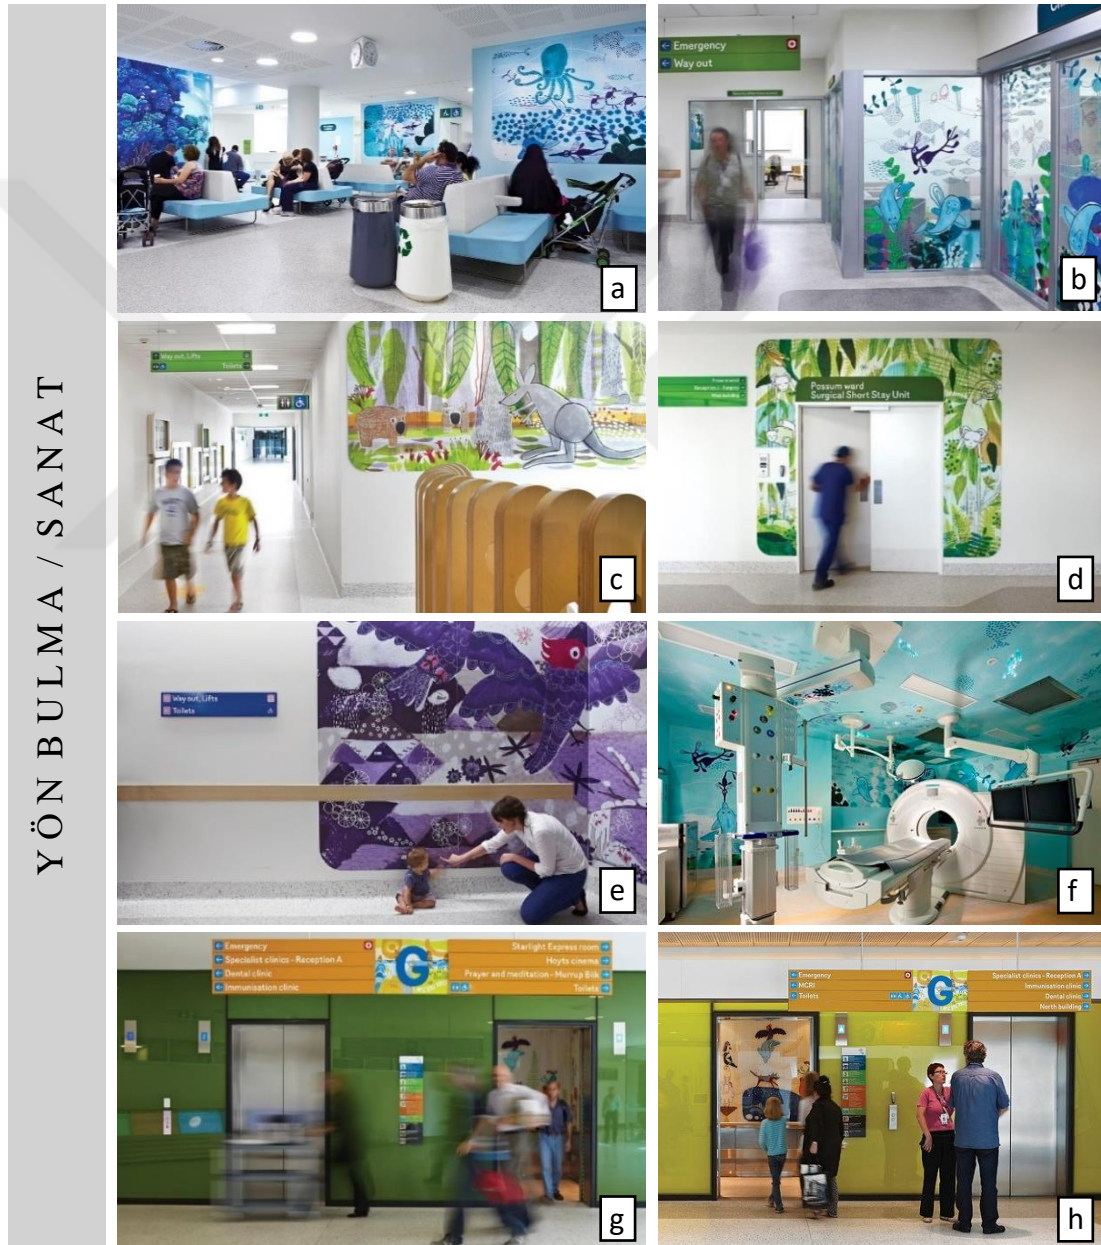 YÖNBULMA / SANAT
a
Emergency
Way out
b
Way out, Lifts
Toilets
c
Possum ward
Surgical Short Stay Unit
d
Way out, Lifts
Toilets
e
f
Emergency
Specialist clinics - Reception A
Dental clinic
Immunisation clinic
G
Starlight Express room
Hoyts cinema
Prayer and meditation - Murrup Biik
Toilets
g
Emergency
MCRI
Toilets
G
Specialist clinics - Reception A
Immunisation clinic
Dental clinic
North building
h